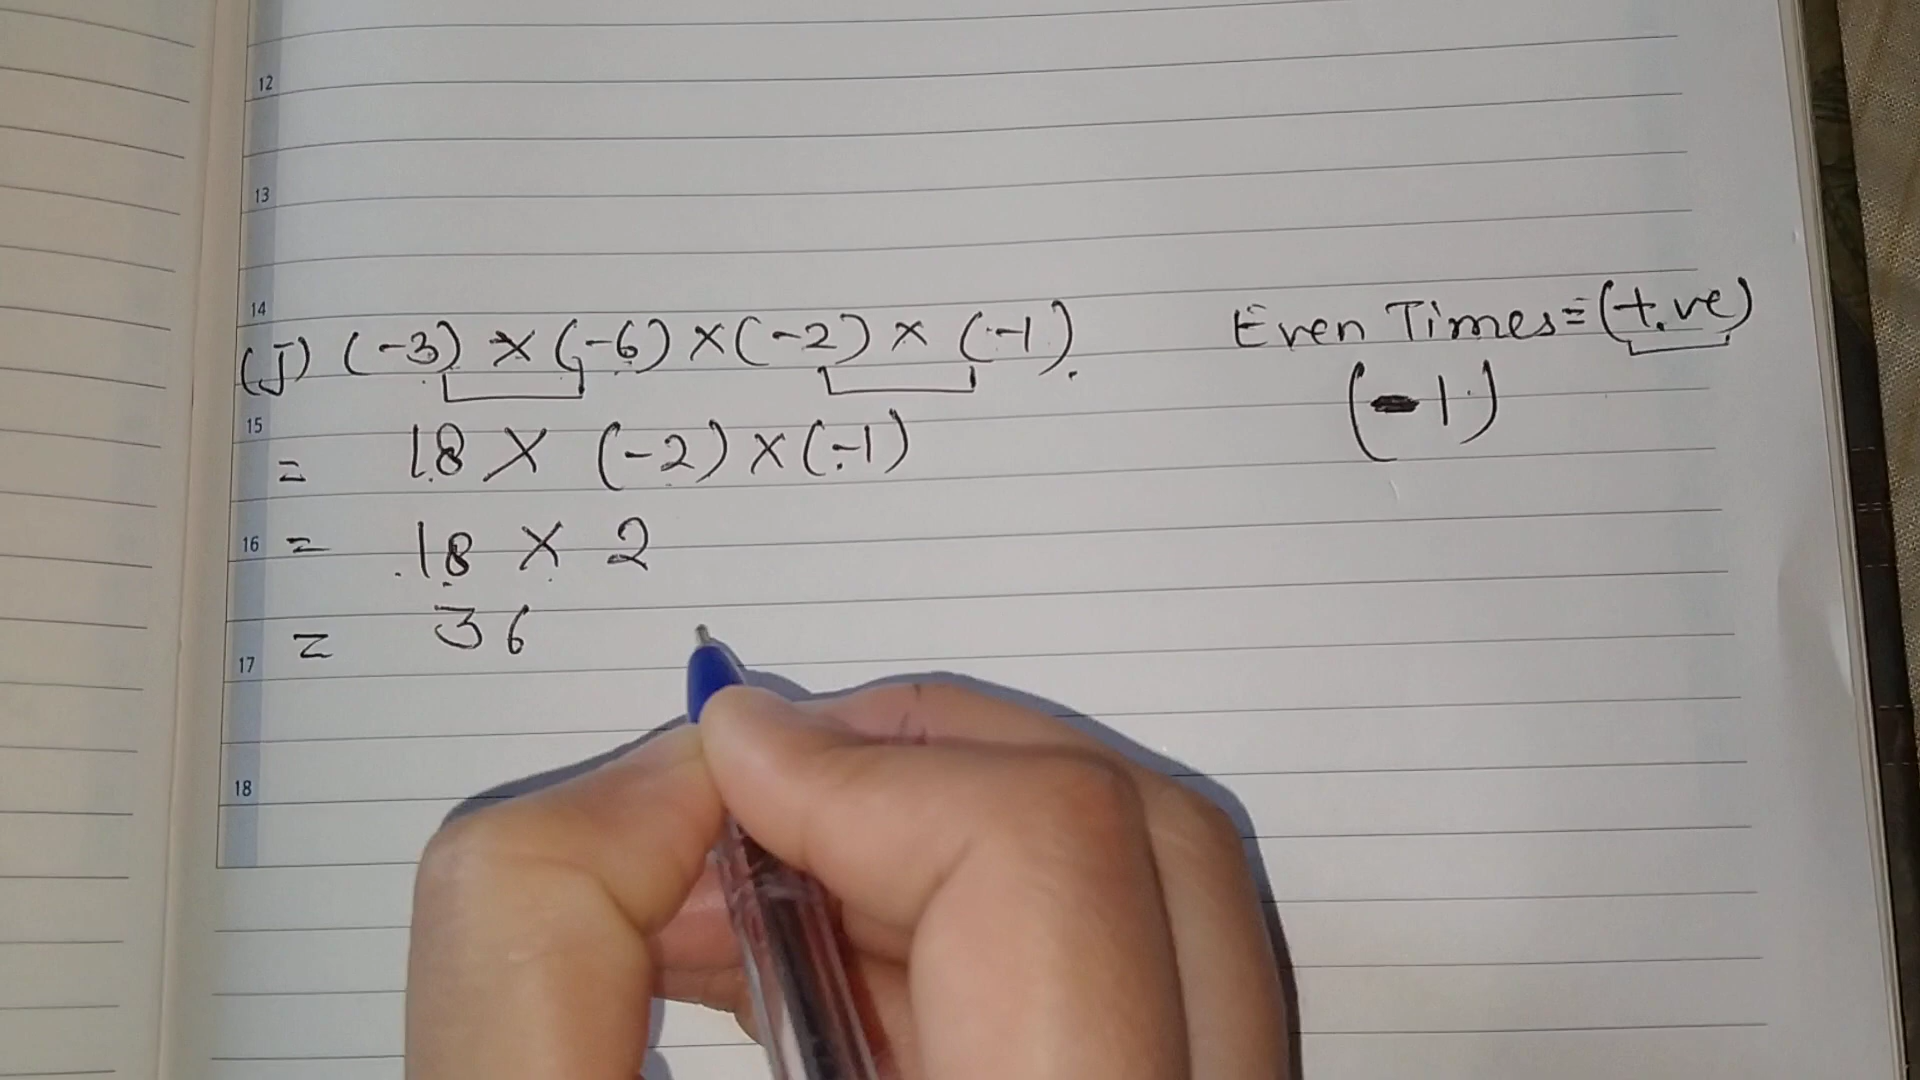 12
13
14
(J) (-3) × (-6) × (-2) × (-1)
Even Times = (+.ve)
(-1)
15
= 18 × (-2) × (-1)
16
= 18 × 2
17
= 36
18